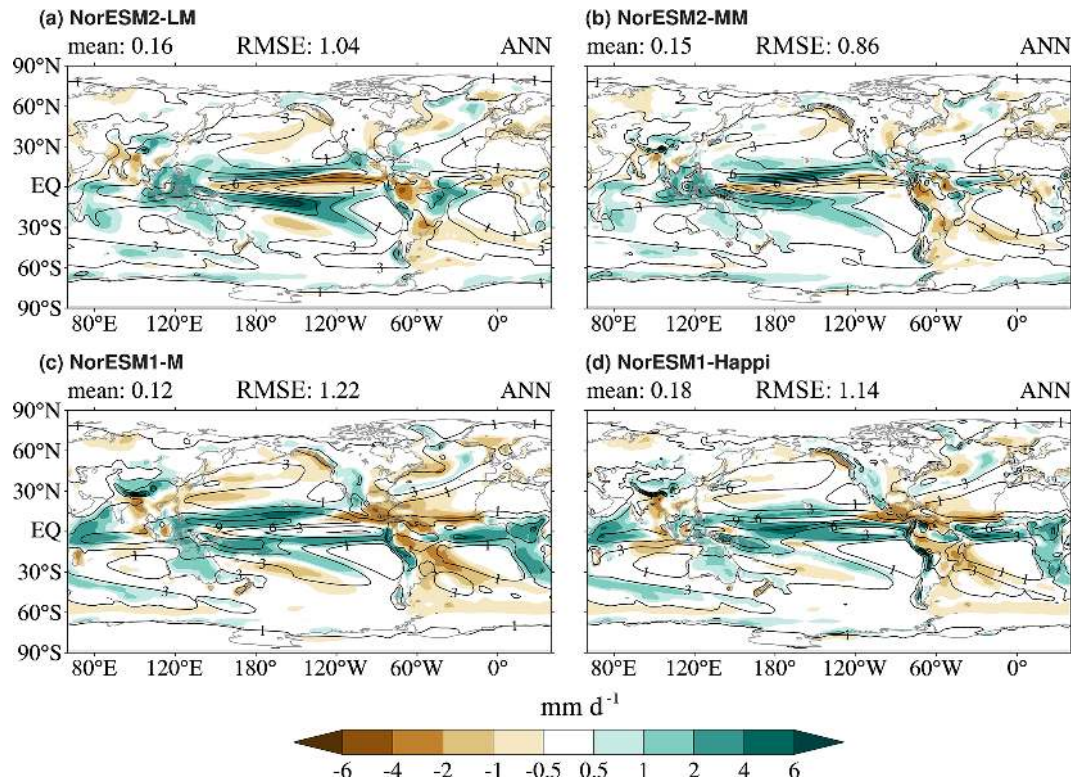 (a) NorESM2-LM
mean: 0.16 RMSE: 1.04 ANN
(b) NorESM2-MM
mean: 0.15 RMSE: 0.86 ANN
90°N
60°N
30°N
EQ
30°S
60°S
90°S
80°E 120°E 180° 120°W 60°W 0°
80°E 120°E 180° 120°W 60°W 0°
(c) NorESM1-M
mean: 0.12 RMSE: 1.22 ANN
(d) NorESM1-Happi
mean: 0.18 RMSE: 1.14 ANN
90°N
60°N
30°N
EQ
30°S
60°S
90°S
80°E 120°E 180° 120°W 60°W 0°
80°E 120°E 180° 120°W 60°W 0°
mm d-1
-6 -4 -2 -1 -0.5 0.5 1 2 4 6